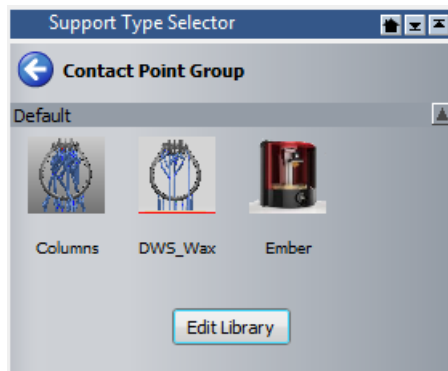 Support Type Selector
Contact Point Group
Default
Columns DWS_Wax Ember
Edit Library